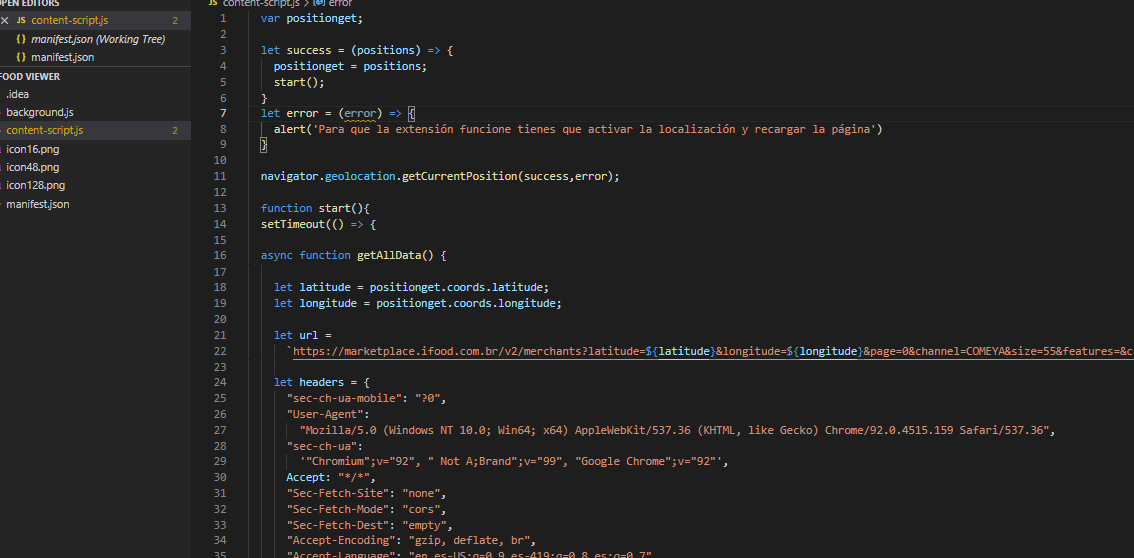 OPEN EDITORS
JS content-script.js 2
{} manifest.json (Working Tree)
{} manifest.json
FOOD VIEWER
.idea
background.js
content-script.js 2
icon16.png
icon48.png
icon128.png
manifest.json
JS content-script.js > error
1 var positionget;
2
3 let success = (positions) => {
4 positionget = positions;
5 start();
6 }
7 let error = (error) => {
8 alert('Para que la extensión funcione tienes que activar la localización y recargar la página')
9 }
10
11 navigator.geolocation.getCurrentPosition(success,error);
12
13 function start(){
14 setTimeout(() => {
15
16 async function getAllData() {
17
18 let latitude = positionget.coords.latitude;
19 let longitude = positionget.coords.longitude;
20
21 let url =
22 `https://marketplace.ifood.com.br/v2/merchants?latitude=${latitude}&longitude=${longitude}&page=0&channel=COMEYA&size=55&features=&c
23
24 let headers = {
25 "sec-ch-ua-mobile": "?0",
26 "User-Agent":
27 "Mozilla/5.0 (Windows NT 10.0; Win64; x64) AppleWebKit/537.36 (KHTML, like Gecko) Chrome/92.0.4515.159 Safari/537.36",
28 "sec-ch-ua":
29 '"Chromium";v="92", " Not A;Brand";v="99", "Google Chrome";v="92"',
30 Accept: "*/*",
31 "Sec-Fetch-Site": "none",
32 "Sec-Fetch-Mode": "cors",
33 "Sec-Fetch-Dest": "empty",
34 "Accept-Encoding": "gzip, deflate, br",
35 "Accept-Language": "en,es-US;q=0.9,es-419;q=0.8,es;q=0.7"